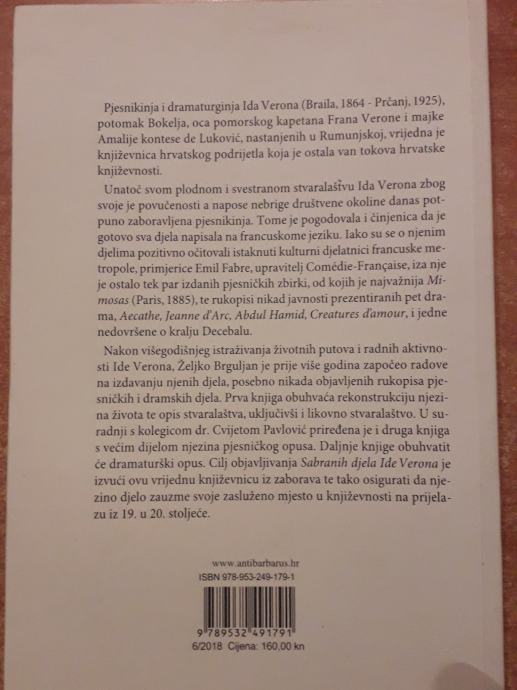 Pjesnikinja i dramaturginja Ida Verona (Braila, 1864 - Prčanj, 1925),
potomak Bokelja, oca pomorskog kapetana Frana Verone i majke
Amalije kontese de Luković, nastanjenih u Rumunjskoj, vrijedna je
književnica hrvatskog podrijetla koja je ostala van tokova hrvatske
književnosti.
Unatoč svom plodnom i svestranom stvaralaštvu Ida Verona zbog
svoje je povučenosti a napose nebrige društvene okoline danas pot-
puno zaboravljena pjesnikinja. Tome je pogodovala i činjenica da je
gotovo sva djela napisala na francuskome jeziku. Iako su se o njenim
djelima pozitivno očitovali istaknuti kulturni djelatnici francuske me-
tropole, primjerice Emil Fabre, upravitelj Comédie-Française, iza nje
je ostalo tek par izdanih pjesničkih zbirki, od kojih je najvažnija Mi-
mosas (Paris, 1885), te rukopisi nikad javnosti prezentiranih pet dra-
ma, Aecathe, Jeanne d'Arc, Abdul Hamid, Creatures d'amour, i jedne
nedovršene o kralju Decebalu.
Nakon višegodišnjeg istraživanja životnih putova i radnih aktivno-
sti Ide Verone, Željko Brguljan je prije više godina započeo radove
na izdavanju njenih djela, posebno nikada objavljenih rukopisa pje-
sničkih i dramskih djela. Prva knjiga obuhvaća rekonstrukciju njezi-
na života te opis stvaralaštva, uključivši i likovno stvaralaštvo. U su-
radnji s kolegicom dr. Cvijetom Pavlović priređena je i druga knjiga
s većim dijelom njezina pjesničkog opusa. Daljnje knjige obuhvatit
će dramaturški opus. Cilj objavljivanja Sabranih djela Ide Verona je
izvući ovu vrijednu književnicu iz zaborava te tako osigurati da nje-
zino djelo zauzme svoje zasluženo mjesto u književnosti na prijela-
zu iz 19. u 20. stoljeće.
www.antibarbarus.hr
ISBN 978-953-249-179-1
9 789532 491791
6/2018 Cijena: 160,00 kn